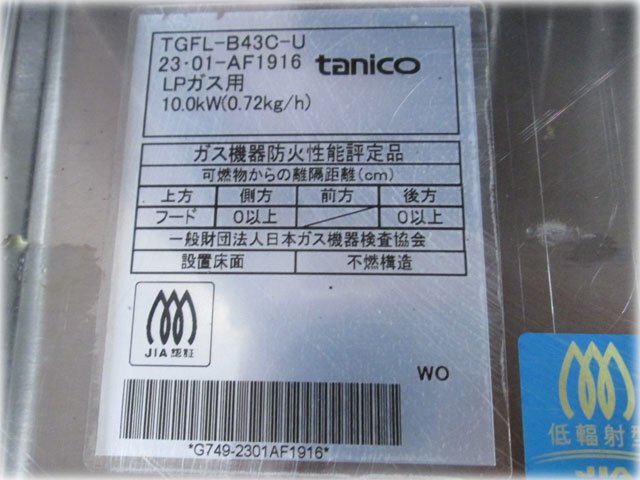 TGFL-B43C-U
23・01-AF1916 tanico
LPガス用
10.0kW(0.72kg/h)
ガス機器防火性能評定品
可燃物からの離隔距離(cm)
上方 側方 前方 後方
フード 0以上 0以上
一般財団法人日本ガス機器検査協会
設置床面 不燃構造
JIA 認証
WO
*G749-2301AF1916*
低輻射型
JIA